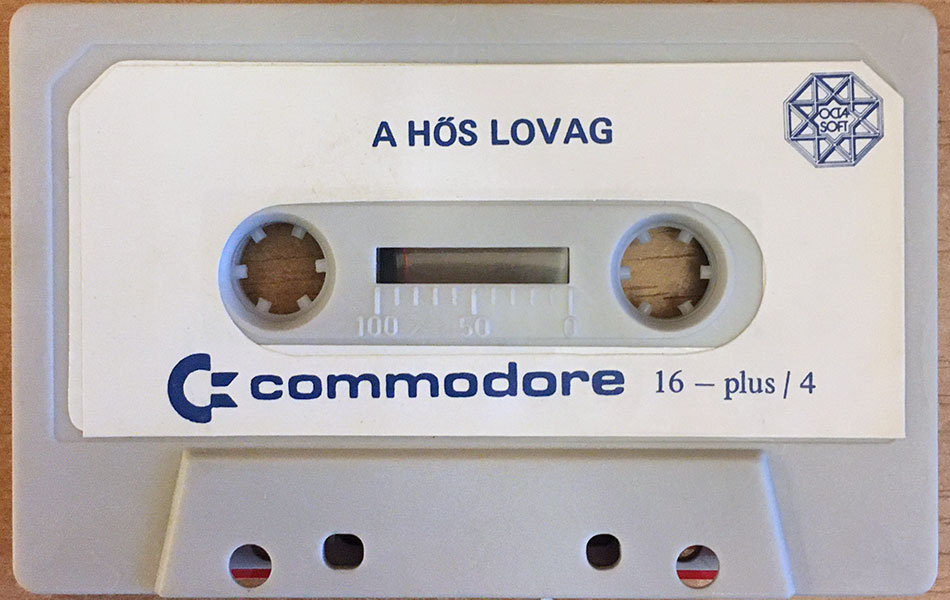 A HŐS LOVAG
OCTA
SOFT
100 50 0
commodore 16 – plus / 4